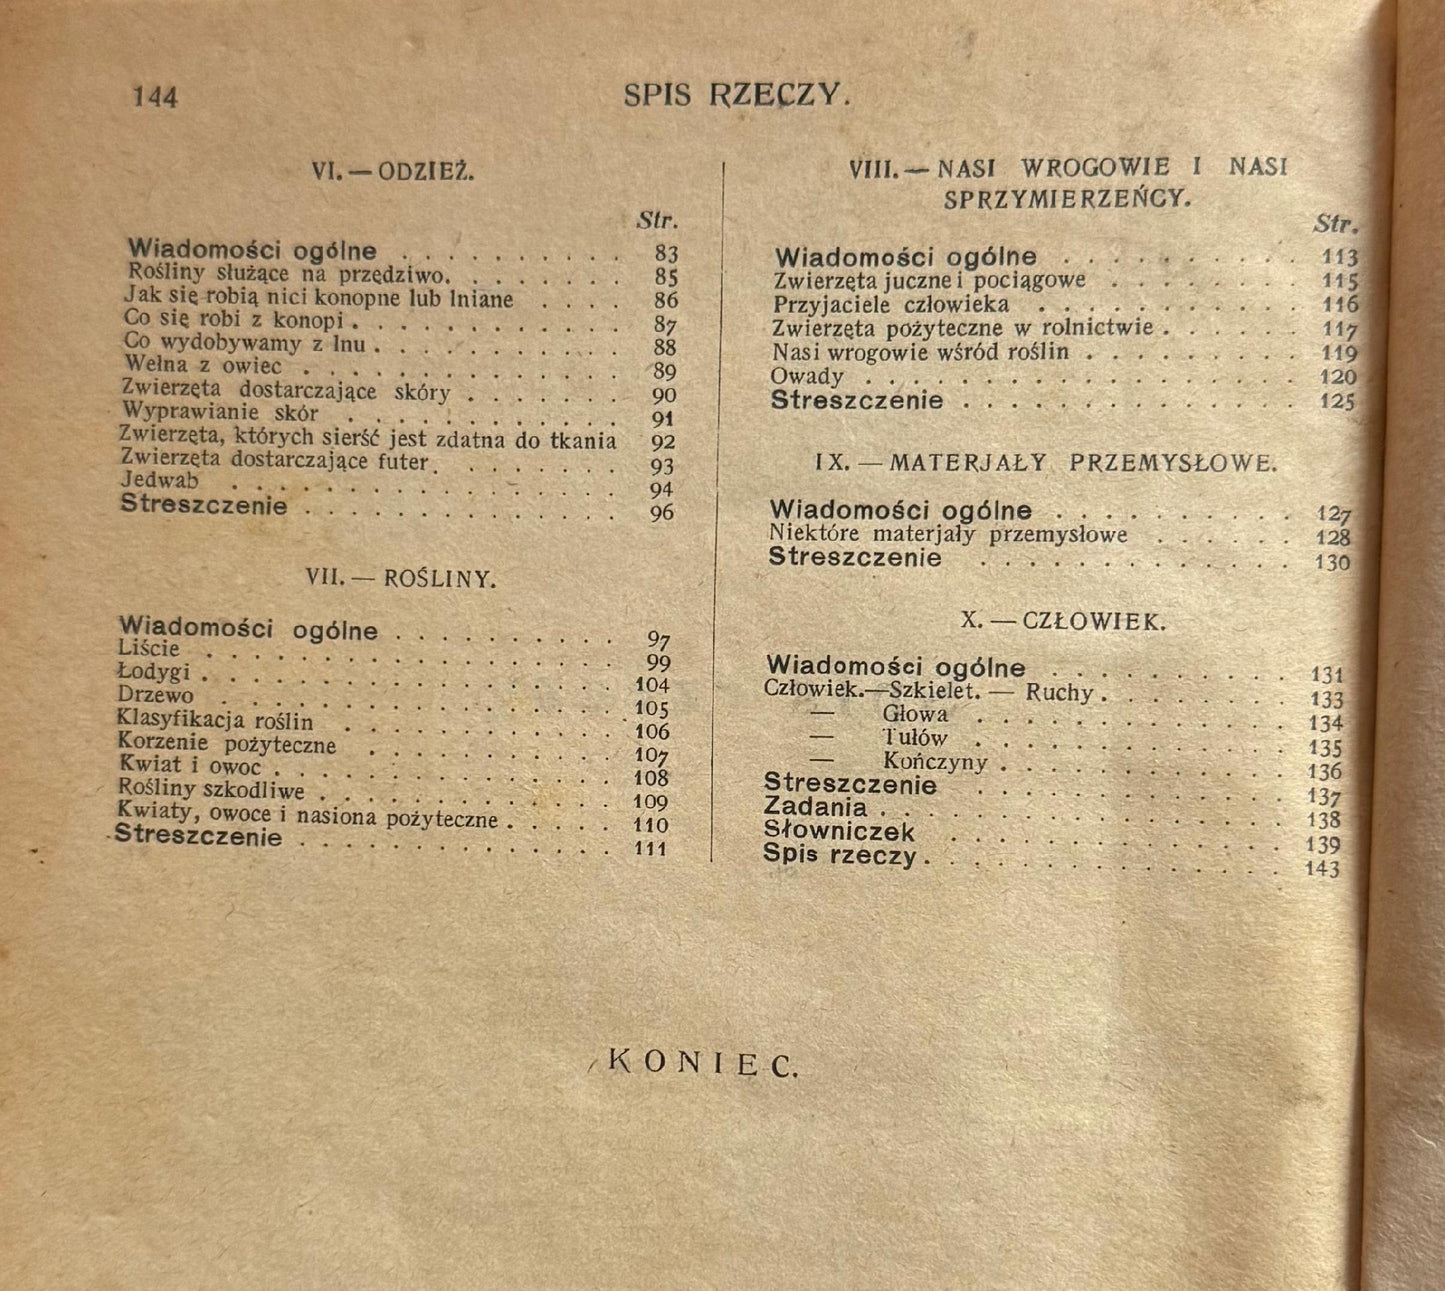 144
SPIS RZECZY.
VI. — ODZIEŻ.
Str.
Wiadomości ogólne . . . . . . . . . . 83
Rośliny służące na przędziwo. . . . . . . . 85
Jak się robią nici konopne lub lniane . . . . 86
Co się robi z konopi . . . . . . . . . . . . 87
Co wydobywamy z lnu . . . . . . . . . . . 88
Wełna z owiec . . . . . . . . . . . . . . 89
Zwierzęta dostarczające skóry . . . . . . . 90
Wyprawianie skór . . . . . . . . . . . . 91
Zwierzęta, których sierść jest zdatna do tkania 92
Zwierzęta dostarczające futer . . . . . . . . 93
Jedwab . . . . . . . . . . . . . . . . . 94
Streszczenie . . . . . . . . . . . . . . 96
VII. — ROŚLINY.
Wiadomości ogólne . . . . . . . . . . 97
Liście . . . . . . . . . . . . . . . . . . 99
Łodygi . . . . . . . . . . . . . . . . . . 104
Drzewo . . . . . . . . . . . . . . . . . 105
Klasyfikacja roślin . . . . . . . . . . . . 106
Korzenie pożyteczne . . . . . . . . . . . 107
Kwiat i owoc . . . . . . . . . . . . . . . 108
Rośliny szkodliwe . . . . . . . . . . . . . 109
Kwiaty, owoce i nasiona pożyteczne . . . . . 110
Streszczenie . . . . . . . . . . . . . . 111
VIII. — NASI WROGOWIE I NASI
SPRZYMIERZEŃCY.
Str.
Wiadomości ogólne . . . . . . . . . . 113
Zwierzęta juczne i pociągowe . . . . . . . . 115
Przyjaciele człowieka . . . . . . . . . . . 116
Zwierzęta pożyteczne w rolnictwie . . . . . . 117
Nasi wrogowie wśród roślin . . . . . . . . . 119
Owady . . . . . . . . . . . . . . . . . . 120
Streszczenie . . . . . . . . . . . . . . 125
IX. — MATERJAŁY PRZEMYSŁOWE.
Wiadomości ogólne . . . . . . . . . . 127
Niektóre materjały przemysłowe . . . . . . 128
Streszczenie . . . . . . . . . . . . . 130
X. — CZŁOWIEK.
Wiadomości ogólne . . . . . . . . . . 131
Człowiek.—Szkielet. — Ruchy . . . . . . . . 133
— Głowa . . . . . . . . . . . . . 134
— Tułów . . . . . . . . . . . . . 135
— Kończyny . . . . . . . . . . . . 136
Streszczenie . . . . . . . . . . . . . 137
Zadania . . . . . . . . . . . . . . . . . 138
Słowniczek . . . . . . . . . . . . . . 139
Spis rzeczy . . . . . . . . . . . . . . . 143
KONIEC.